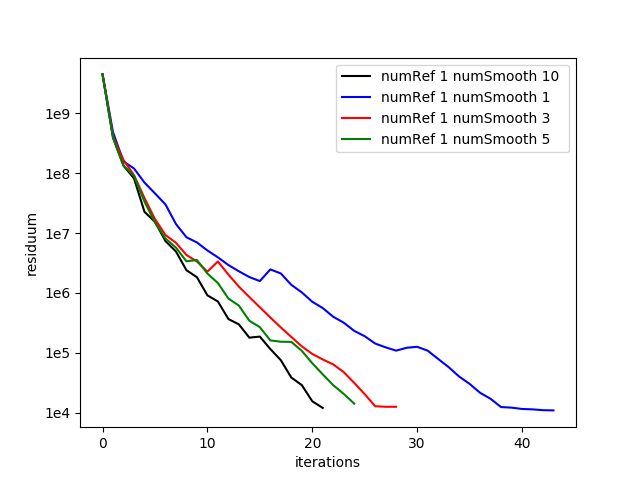 numRef 1 numSmooth 10
numRef 1 numSmooth 1
numRef 1 numSmooth 3
numRef 1 numSmooth 5
residuum
1e9
1e8
1e7
1e6
1e5
1e4
0 10 20 30 40
iterations